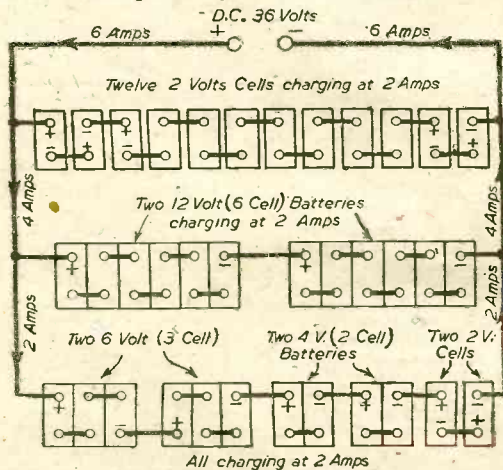 D.C. 36 Volts
6 Amps + − 6 Amps
Twelve 2 Volts Cells charging at 2 Amps
+ − + + −
− + − − +
4 Amps
4 Amps
Two 12 Volt (6 Cell) Batteries
charging at 2 Amps
+ − + −
2 Amps
2 Amps
Two 6 Volt (3 Cell)
Two 4 V. (2 Cell)
Batteries
Two 2 V.
Cells
+ − + − + − + −
− + − +
All charging at 2 Amps